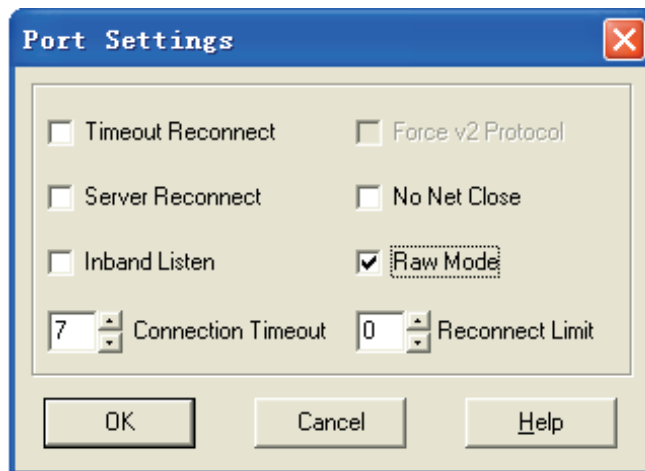 Port Settings
Timeout Reconnect Force v2 Protocol
Server Reconnect No Net Close
Inband Listen Raw Mode
7 Connection Timeout 0 Reconnect Limit
OK Cancel Help